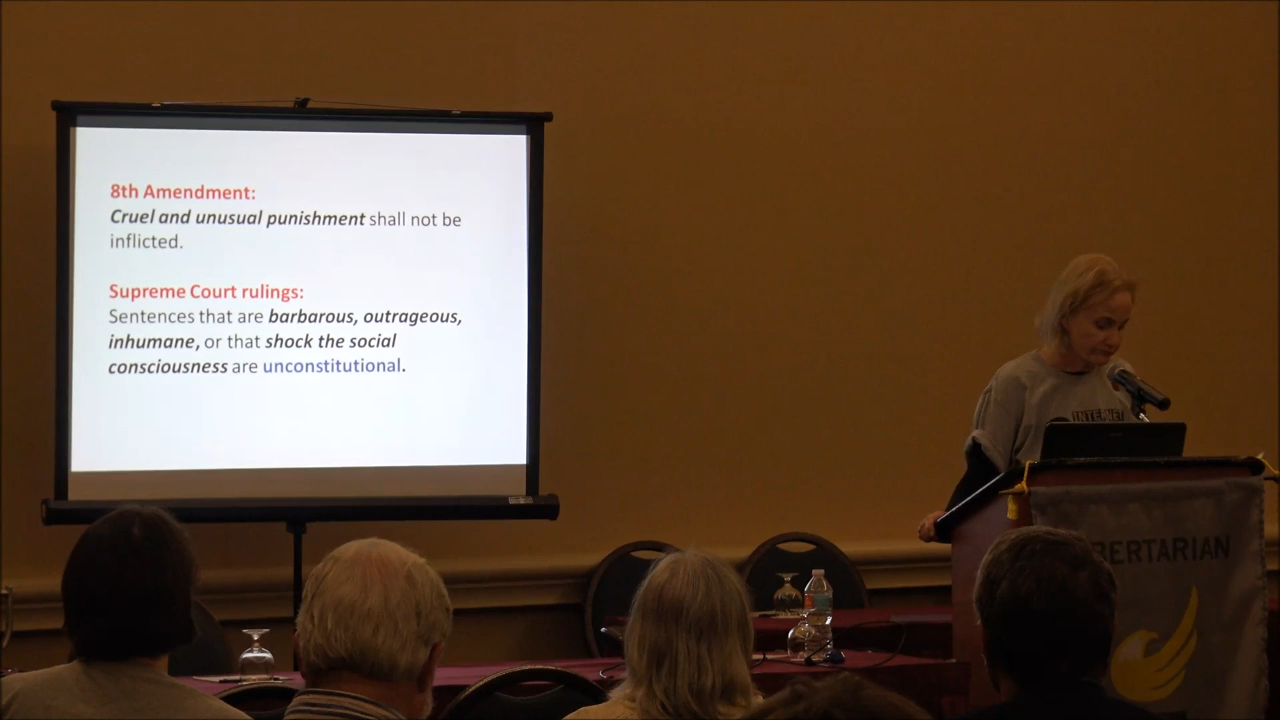 8th Amendment:
Cruel and unusual punishment shall not be
inflicted.
Supreme Court rulings:
Sentences that are barbarous, outrageous,
inhumane, or that shock the social
consciousness are unconstitutional.
INTERNET
BERTARIAN